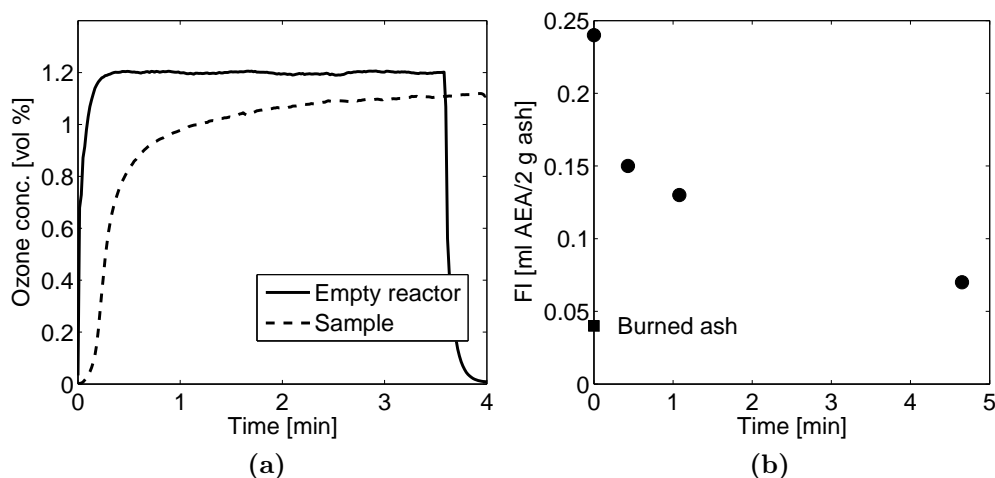 Ozone conc. [vol %]
1.2
1
0.8
0.6
0.4
0.2
0
Empty reactor
Sample
0 1 2 3 4
Time [min]
(a)
FI [ml AEA/2 g ash]
0.25
0.2
0.15
0.1
0.05
0
Burned ash
0 1 2 3 4 5
Time [min]
(b)